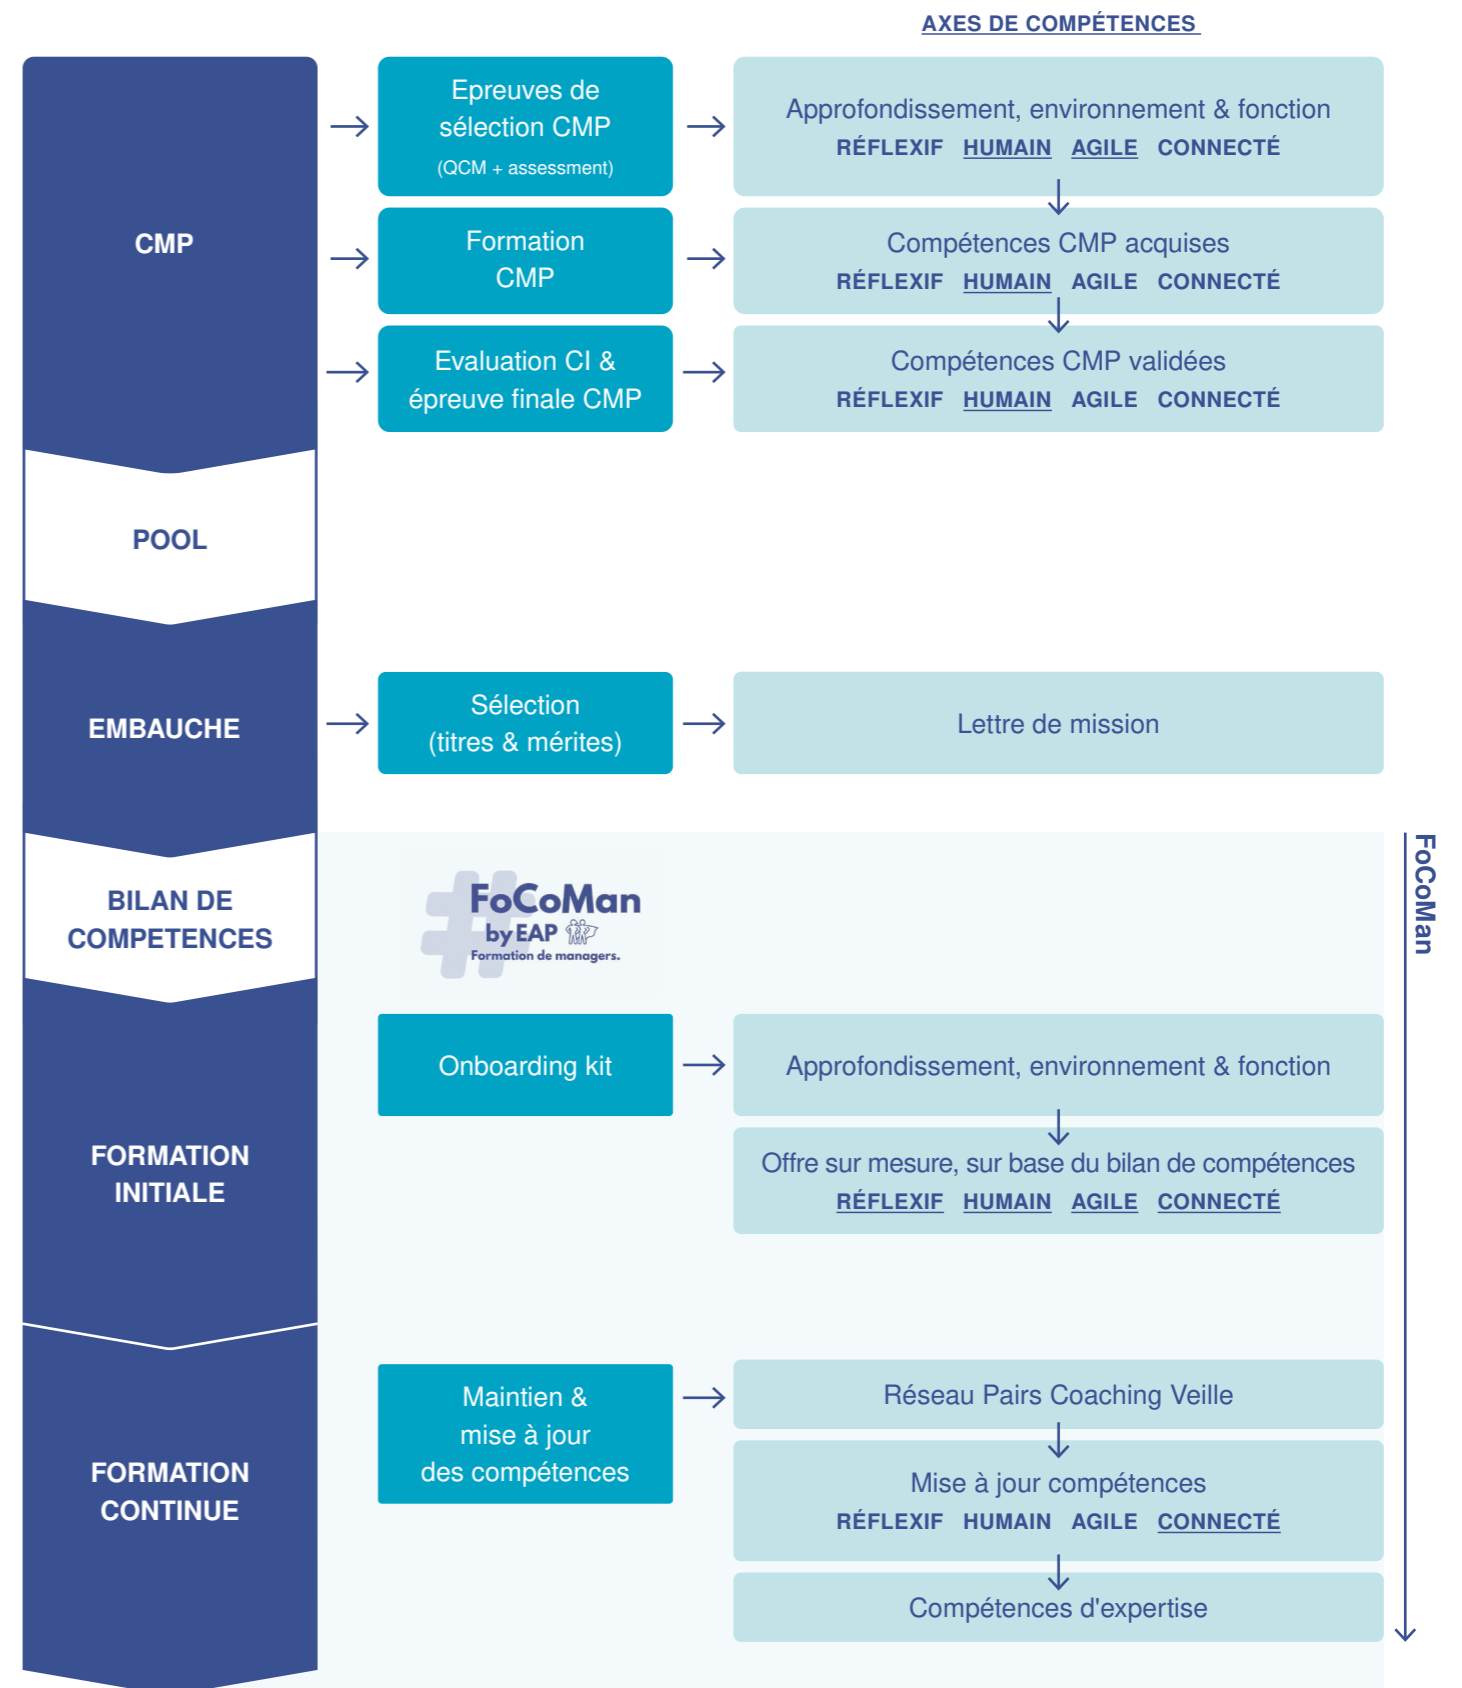 AXES DE COMPÉTENCES
CMP
Epreuves de
sélection CMP
(QCM + assessment)
Approfondissement, environnement & fonction
RÉFLEXIF HUMAIN AGILE CONNECTÉ
Formation
CMP
Compétences CMP acquises
RÉFLEXIF HUMAIN AGILE CONNECTÉ
Evaluation CI &
épreuve finale CMP
Compétences CMP validées
RÉFLEXIF HUMAIN AGILE CONNECTÉ
POOL
EMBAUCHE
Sélection
(titres & mérites)
Lettre de mission
FoCoMan
BILAN DE
COMPETENCES
#FoCoMan
by EAP
Formation de managers.
FORMATION
INITIALE
Onboarding kit
Approfondissement, environnement & fonction
Offre sur mesure, sur base du bilan de compétences
RÉFLEXIF HUMAIN AGILE CONNECTÉ
FORMATION
CONTINUE
Maintien &
mise à jour
des compétences
Réseau Pairs Coaching Veille
Mise à jour compétences
RÉFLEXIF HUMAIN AGILE CONNECTÉ
Compétences d'expertise